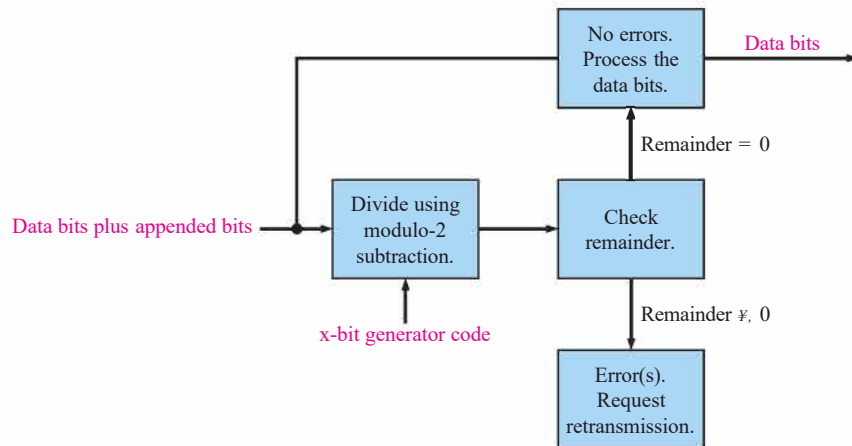 No errors.
Process the
data bits.
Data bits
Remainder = 0
Data bits plus appended bits
Divide using
modulo-2
subtraction.
Check
remainder.
x-bit generator code
Remainder ¥, 0
Error(s).
Request
retransmission.